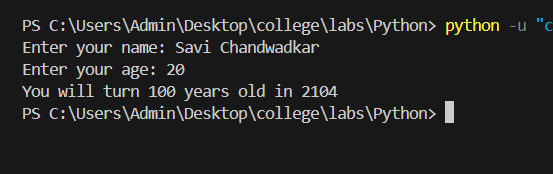 PS C:\Users\Admin\Desktop\college\labs\Python> python -u "c
Enter your name: Savi Chandwadkar
Enter your age: 20
You will turn 100 years old in 2104
PS C:\Users\Admin\Desktop\college\labs\Python>